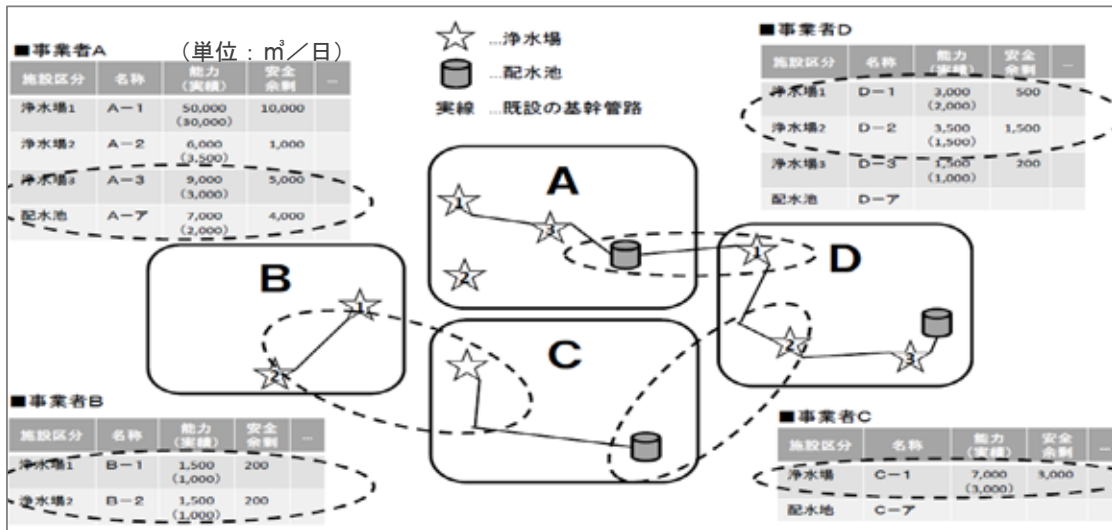 ■事業者A （単位：㎥／日）
施設区分 名称 能力（実績） 安全余剰 …
浄水場1 A－1 50,000 (30,000) 10,000
浄水場2 A－2 6,000 (3,500) 1,000
浄水場3 A－3 9,000 (3,000) 5,000
配水池 A－ア 7,000 (2,000) 4,000
…浄水場
…配水池
実線 …既設の基幹管路
■事業者D
施設区分 名称 能力（実績） 安全余剰 …
浄水場1 D－1 3,000 (2,000) 500
浄水場2 D－2 3,500 (1,500) 1,500
浄水場3 D－3 1,500 (1,000) 200
配水池 D－ア
A
1
3
2
B
1
2
C
D
1
2
3
■事業者B
施設区分 名称 能力（実績） 安全余剰 …
浄水場1 B－1 1,500 (1,000) 200
浄水場2 B－2 1,500 (1,000) 200
■事業者C
施設区分 名称 能力（実績） 安全余剰 …
浄水場 C－1 7,000 (3,000) 3,000
配水地 C－ア